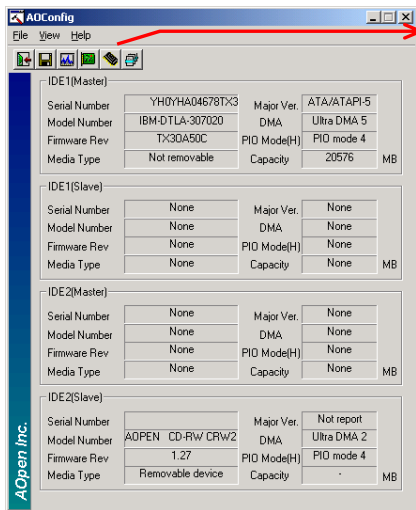 AOConfig
File View Help
IDE1(Master)
Serial Number YH0YHA04678TX3 Major Ver. ATA/ATAPI-5
Model Number IBM-DTLA-307020 DMA Ultra DMA 5
Firmware Rev TX3OA50C PIO Mode(H) PIO mode 4
Media Type Not removable Capacity 20576 MB
IDE1(Slave)
Serial Number None Major Ver. None
Model Number None DMA None
Firmware Rev None PIO Mode(H) None
Media Type None Capacity None MB
IDE2(Master)
Serial Number None Major Ver. None
Model Number None DMA None
Firmware Rev None PIO Mode(H) None
Media Type None Capacity None MB
IDE2(Slave)
Serial Number Major Ver. Not report
Model Number AOPEN CD-RW CRW2 DMA Ultra DMA 2
Firmware Rev 1.27 PIO Mode(H) PIO mode 4
Media Type Removable device Capacity - MB
AOpen Inc.